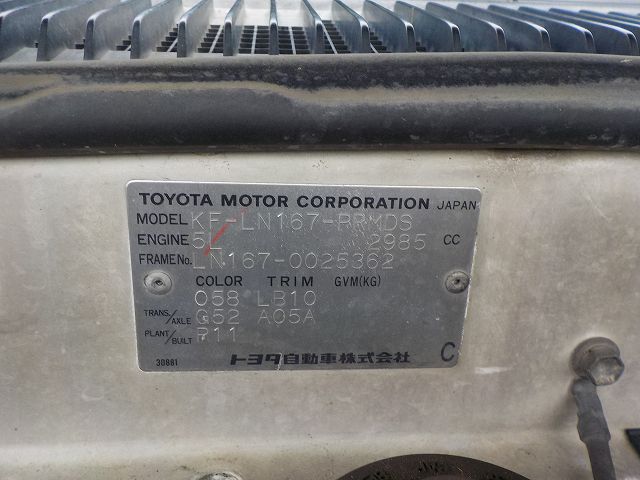 TOYOTA MOTOR CORPORATION JAPAN
MODEL KF-LN167-PRMDS
ENGINE 5L 2985 CC
FRAME No. LN167-0025362
COLOR TRIM GVM(KG)
058 LB10
TRANS./AXLE G52 A05A
PLANT/BUILT P11
30881 トヨタ自動車株式会社 C